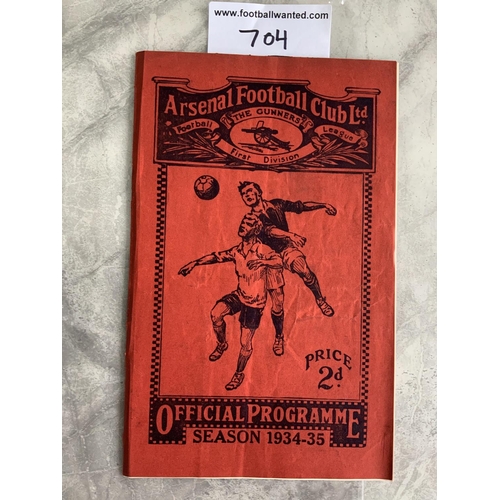 www.footballwanted.com
704
Arsenal Football Club Ltd
THE GUNNERS
Football League
First Division
PRICE
2d.
OFFICIAL PROGRAMME
SEASON 1934-35